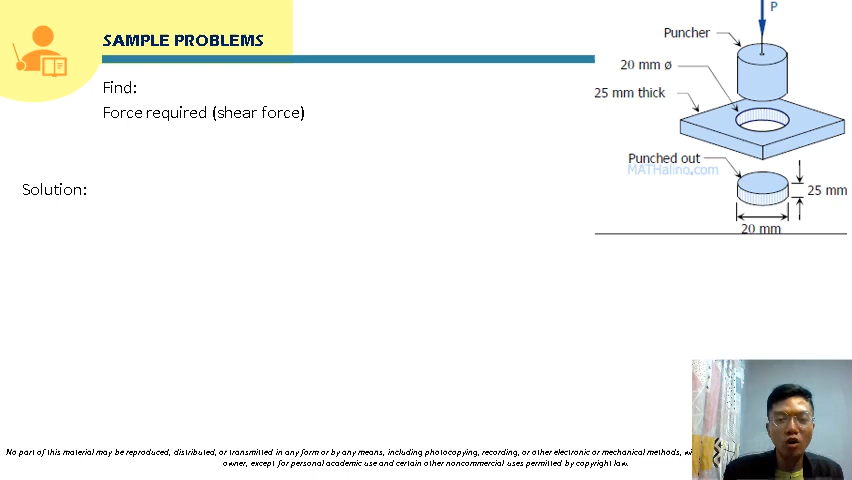 SAMPLE PROBLEMS
Find:
Force required (shear force)
Solution:
P
Puncher
20 mm ø
25 mm thick
Punched out
MATHalino.com
25 mm
20 mm
No part of this material may be reproduced, distributed, or transmitted in any form or by any means, including photocopying, recording, or other electronic or mechanical methods,
owner, except for personal academic use and certain other noncommercial uses permitted by copyright law.